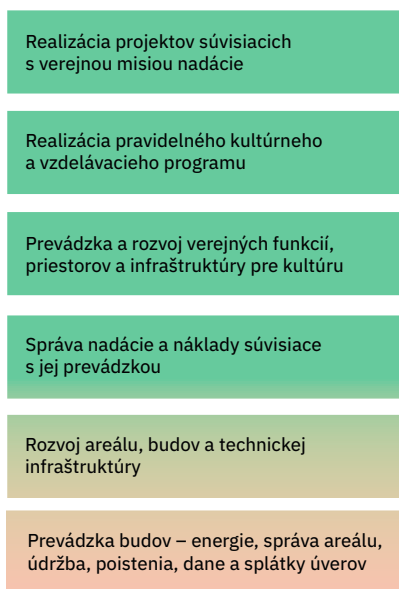 Realizácia projektov súvisiacich
s verejnou misiou nadácie
Realizácia pravidelného kultúrneho
a vzdelávacieho programu
Prevádzka a rozvoj verejných funkcií,
priestorov a infraštruktúry pre kultúru
Správa nadácie a náklady súvisiace
s jej prevádzkou
Rozvoj areálu, budov a technickej
infraštruktúry
Prevádzka budov – energie, správa areálu,
údržba, poistenia, dane a splátky úverov